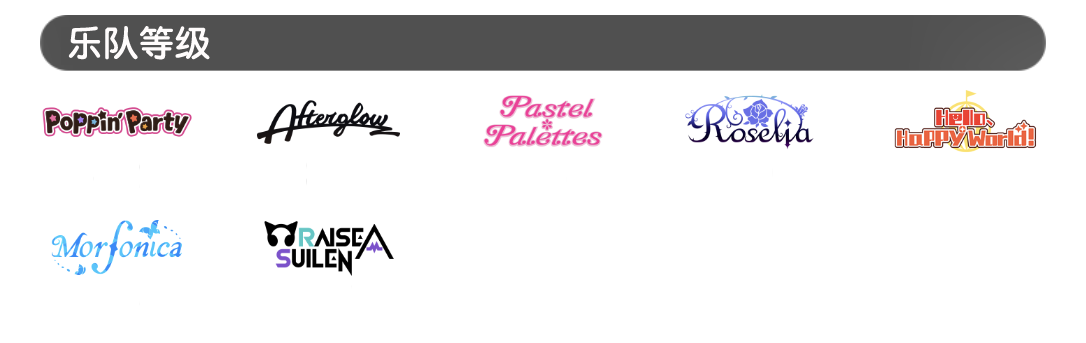 乐队等级
Poppin' Party
Afterglow
Pastel
Palettes
Roselia
Hello,
HaPPY World!
Morfonica
RAISE A
SUILEN